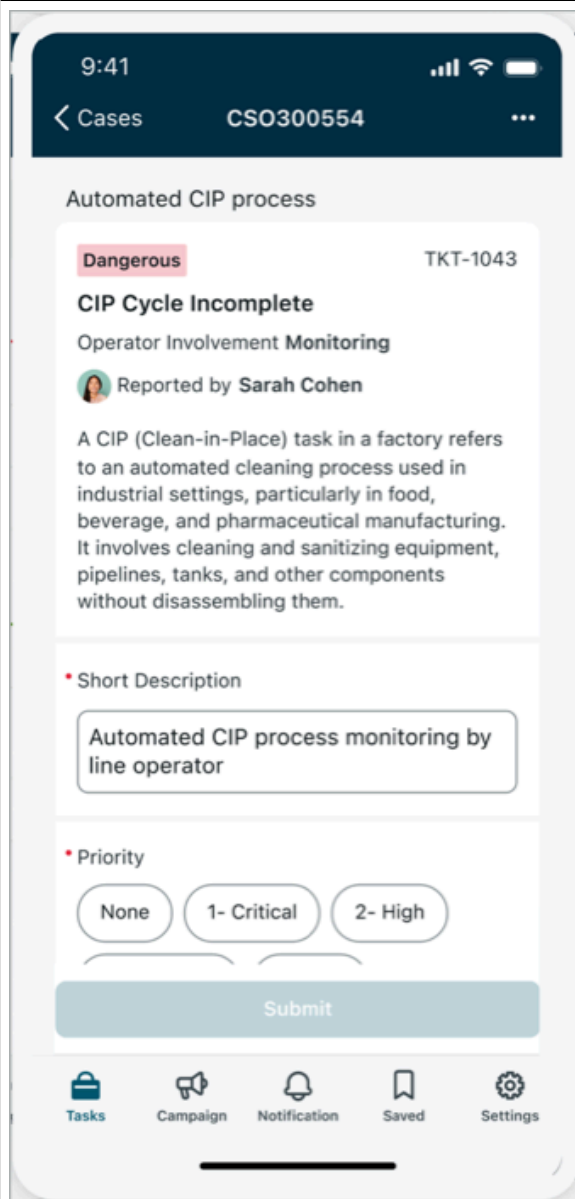 9:41
Cases
CSO300554
Automated CIP process
Dangerous
TKT-1043
CIP Cycle Incomplete
Operator Involvement Monitoring
Reported by Sarah Cohen
A CIP (Clean-in-Place) task in a factory refers
to an automated cleaning process used in
industrial settings, particularly in food,
beverage, and pharmaceutical manufacturing.
It involves cleaning and sanitizing equipment,
pipelines, tanks, and other components
without disassembling them.
* Short Description
Automated CIP process monitoring by
line operator
* Priority
None
1- Critical
2- High
Submit
Tasks
Campaign
Notification
Saved
Settings